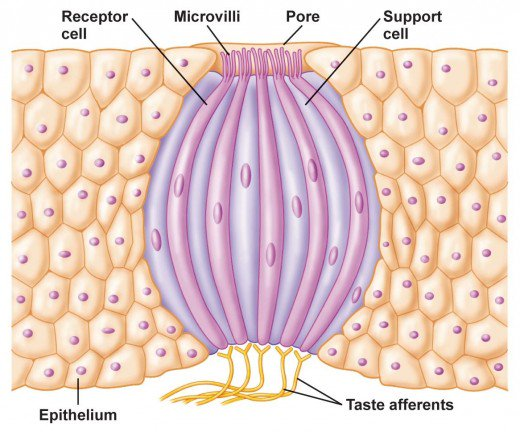 Receptor
cell
Microvilli
Pore
Support
cell
Epithelium
Taste afferents